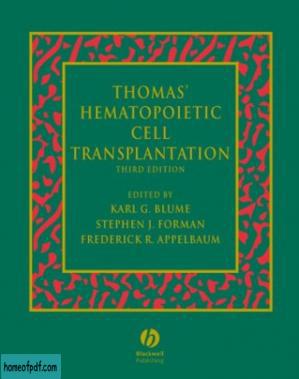 THOMAS'
HEMATOPOIETIC
CELL
TRANSPLANTATION
THIRD EDITION
EDITED BY
KARL G. BLUME
STEPHEN J. FORMAN
FREDERICK R. APPELBAUM
Blackwell
Publishing
homeofpdf.com